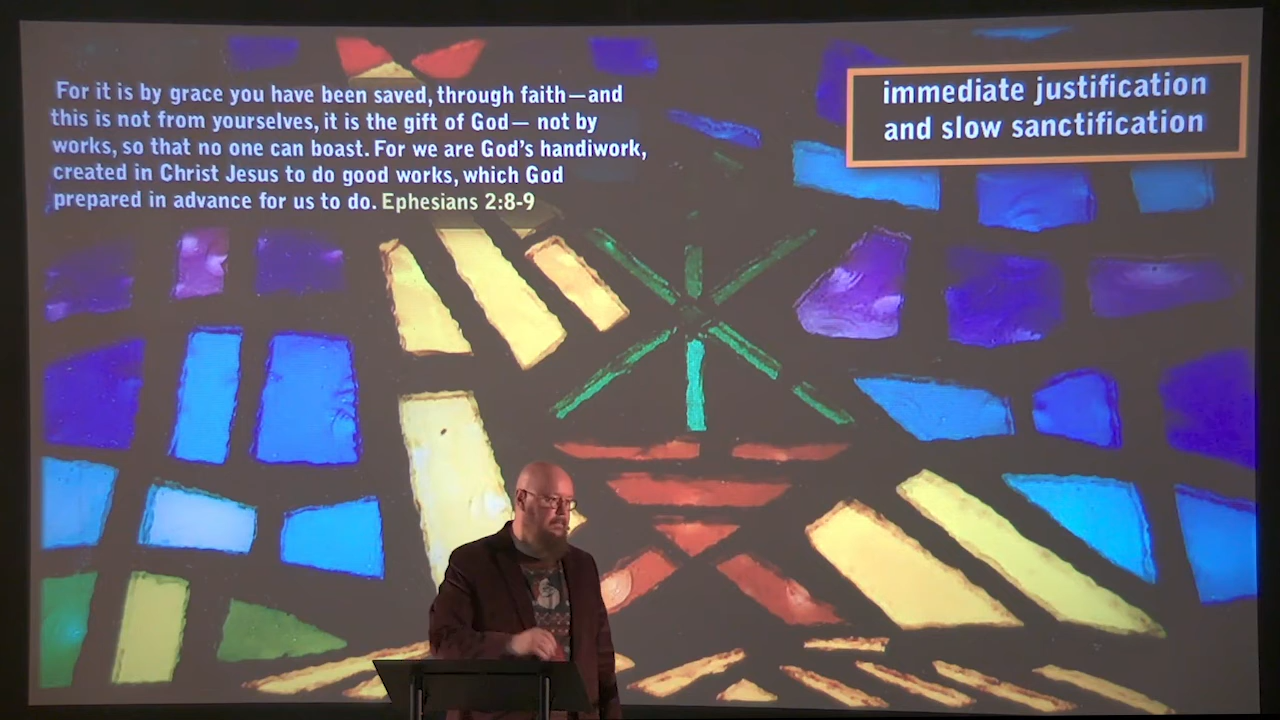 For it is by grace you have been saved, through faith—and
this is not from yourselves, it is the gift of God— not by
works, so that no one can boast. For we are God's handiwork,
created in Christ Jesus to do good works, which God
prepared in advance for us to do. Ephesians 2:8-9
immediate justification
and slow sanctification